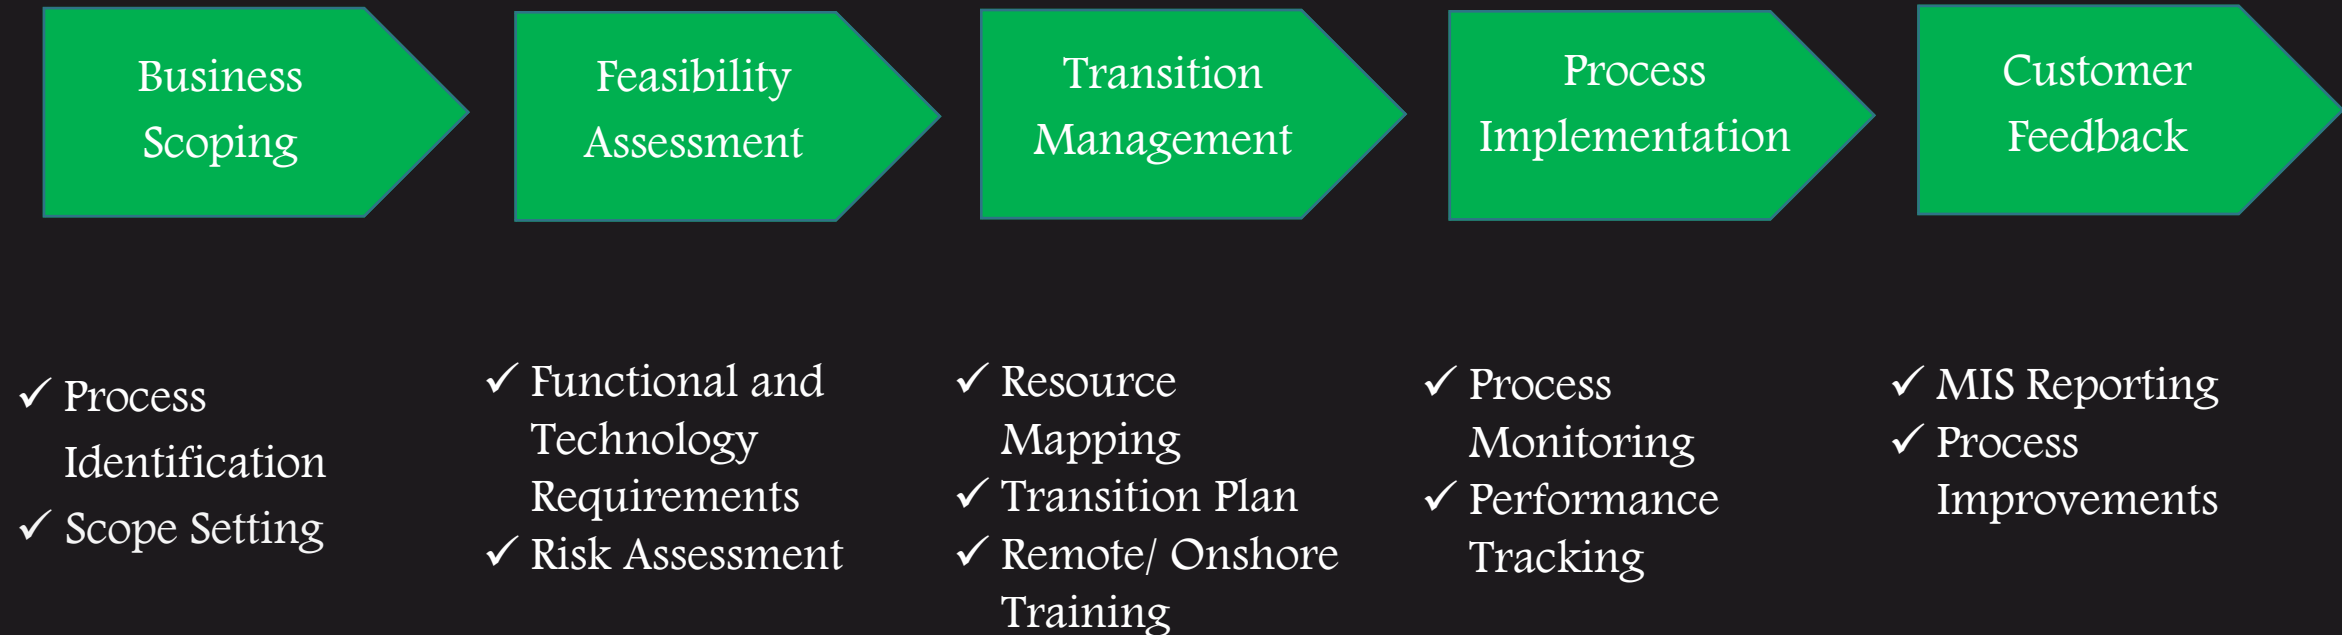 Business
Scoping
Feasibility
Assessment
Transition
Management
Process
Implementation
Customer
Feedback
✓ Process
Identification
✓ Scope Setting
✓ Functional and
Technology
Requirements
✓ Risk Assessment
✓ Resource
Mapping
✓ Transition Plan
✓ Remote/ Onshore
Training
✓ Process
Monitoring
✓ Performance
Tracking
✓ MIS Reporting
✓ Process
Improvements